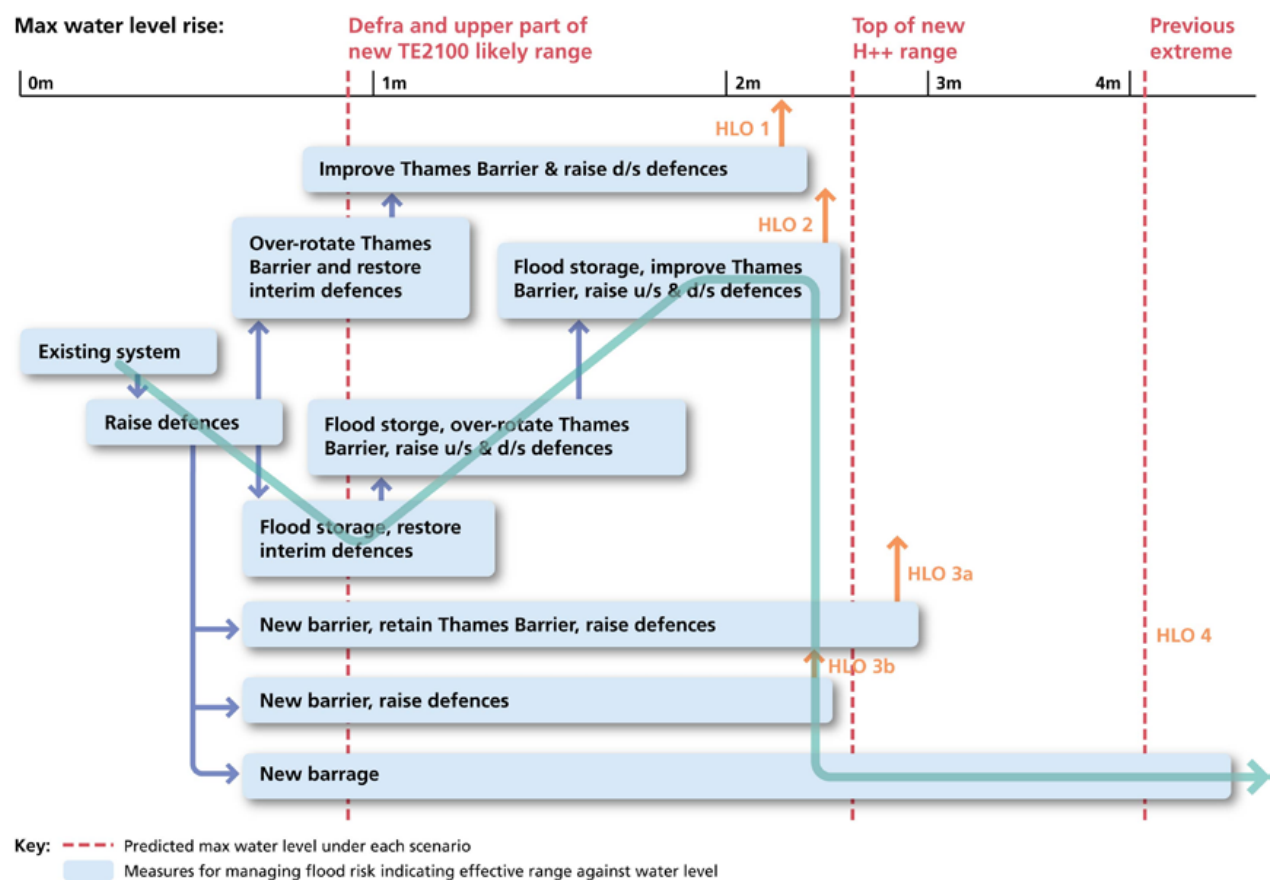 Max water level rise:
Defra and upper part of
new TE2100 likely range
Top of new
H++ range
Previous
extreme
0m
1m
2m
3m
4m
HLO 1
Improve Thames Barrier & raise d/s defences
HLO 2
Over-rotate Thames
Barrier and restore
interim defences
Flood storage, improve Thames
Barrier, raise u/s & d/s defences
Existing system
Raise defences
Flood storge, over-rotate Thames
Barrier, raise u/s & d/s defences
Flood storage, restore
interim defences
HLO 3a
New barrier, retain Thames Barrier, raise defences
HLO 4
HLO 3b
New barrier, raise defences
New barrage
Key:
Predicted max water level under each scenario
Measures for managing flood risk indicating effective range against water level